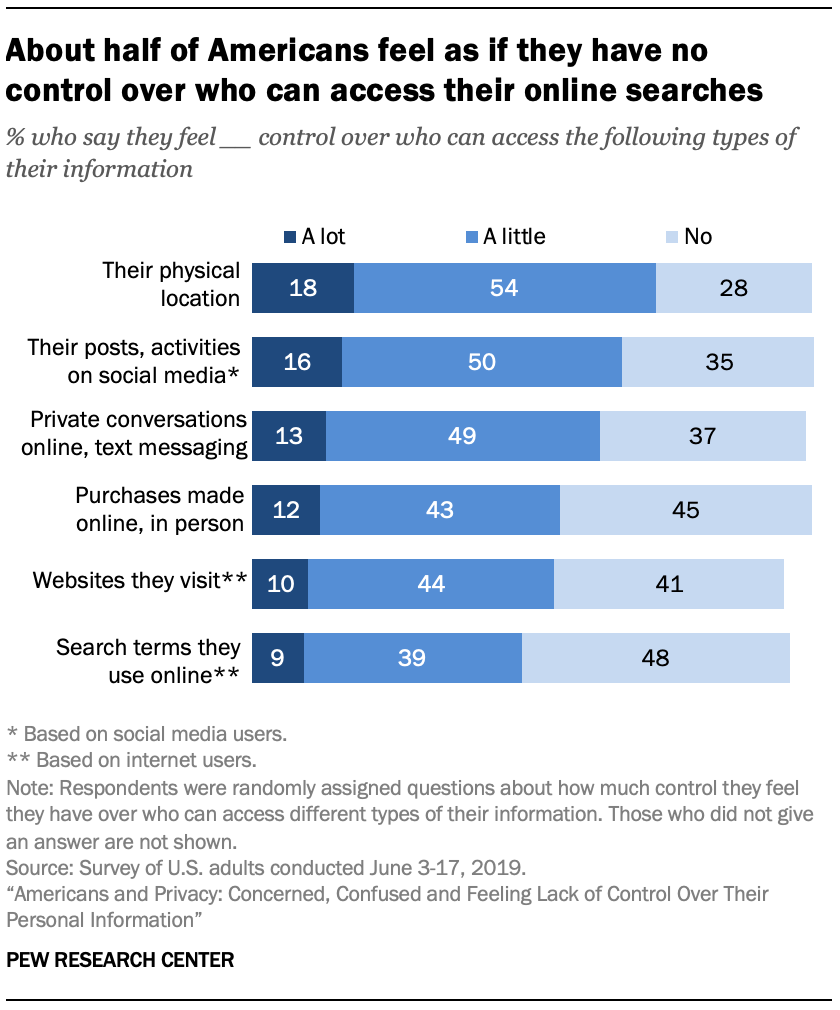 About half of Americans feel as if they have no
control over who can access their online searches
% who say they feel __ control over who can access the following types of
their information
A lot A little No
Their physical
location
18 54 28
Their posts, activities
on social media*
16 50 35
Private conversations
online, text messaging
13 49 37
Purchases made
online, in person
12 43 45
Websites they visit**
10 44 41
Search terms they
use online**
9 39 48
* Based on social media users.
** Based on internet users.
Note: Respondents were randomly assigned questions about how much control they feel
they have over who can access different types of their information. Those who did not give
an answer are not shown.
Source: Survey of U.S. adults conducted June 3-17, 2019.
“Americans and Privacy: Concerned, Confused and Feeling Lack of Control Over Their
Personal Information”
PEW RESEARCH CENTER